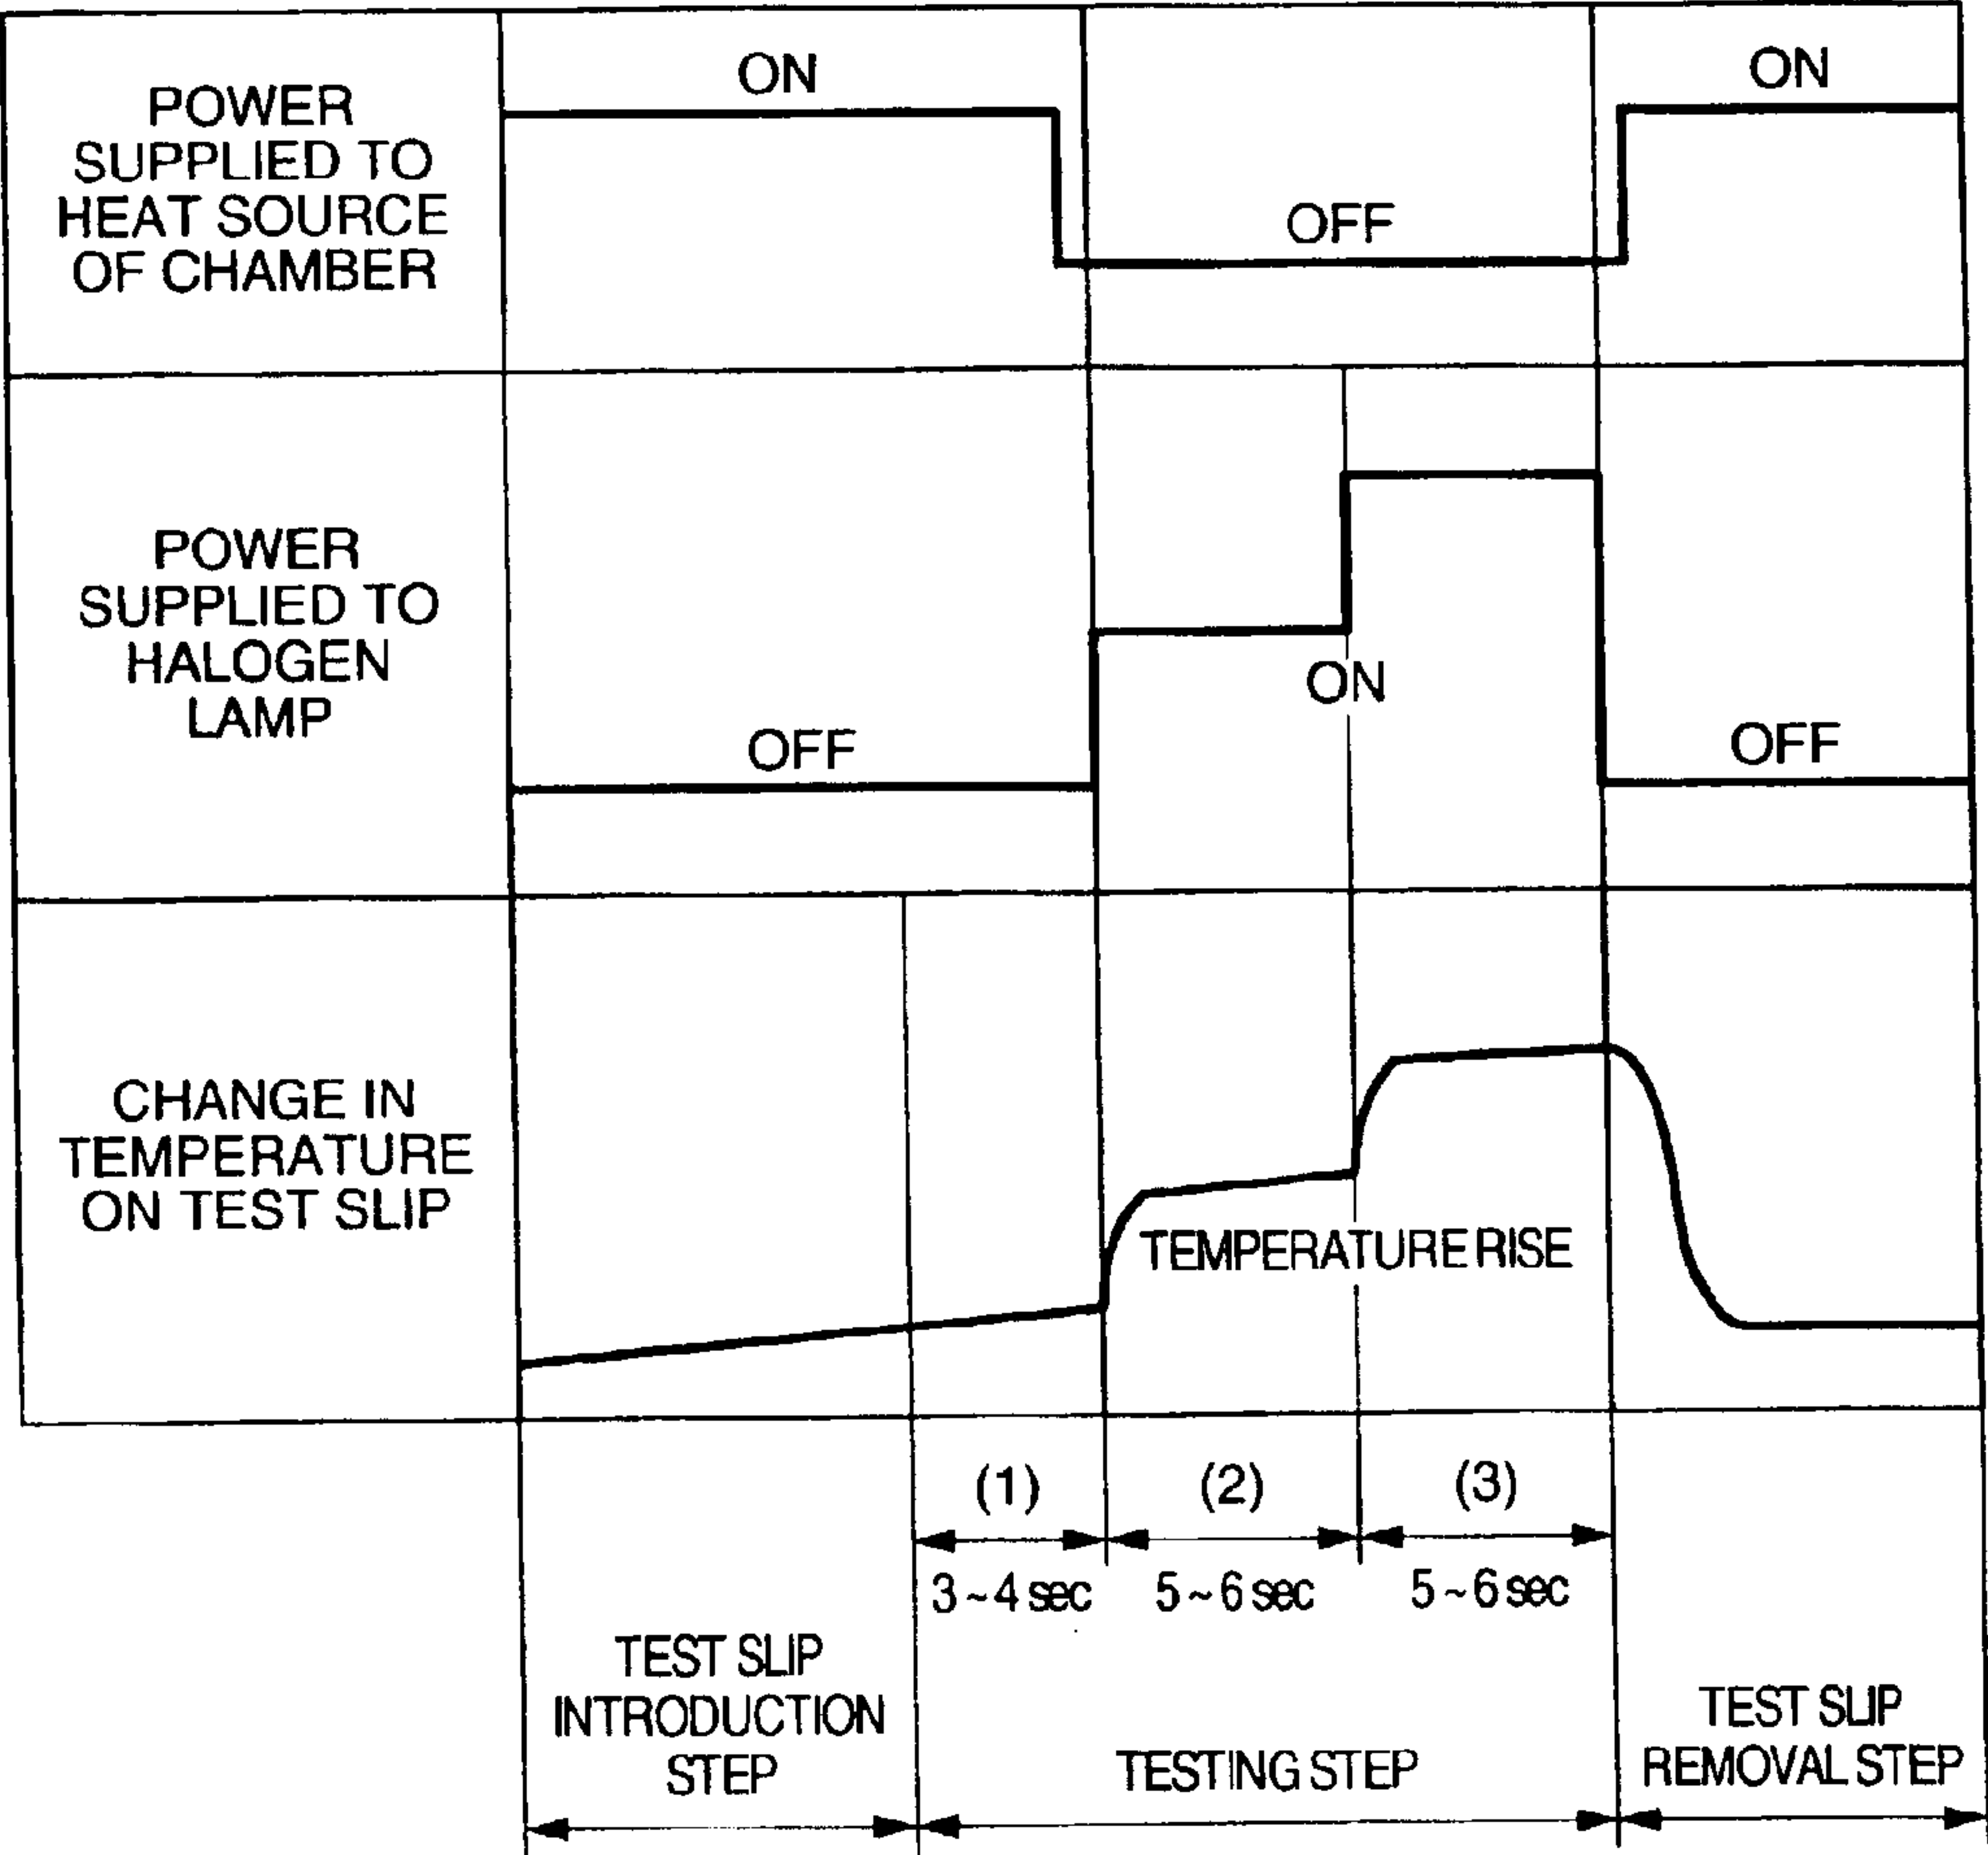 POWER
SUPPLIED TO
HEAT SOURCE
OF CHAMBER
ON
OFF
ON
POWER
SUPPLIED TO
HALOGEN
LAMP
OFF
ON
OFF
CHANGE IN
TEMPERATURE
ON TEST SLIP
TEMPERATURE RISE
(1)
(2)
(3)
3~4 sec
5~6 sec
5~6 sec
TEST SLIP
INTRODUCTION
STEP
TESTING STEP
TEST SLIP
REMOVAL STEP